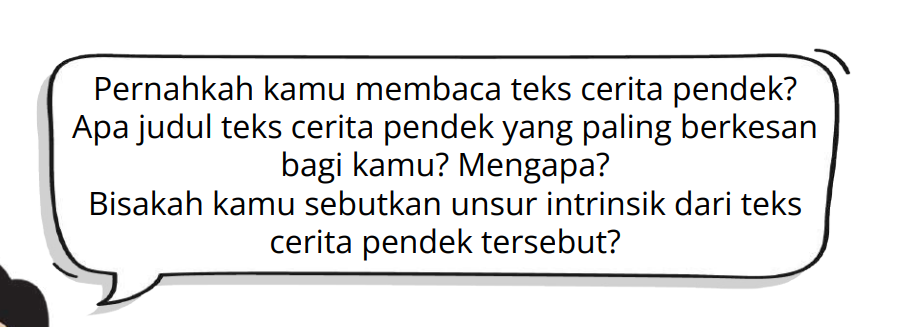 Pernahkah kamu membaca teks cerita pendek?
Apa judul teks cerita pendek yang paling berkesan
bagi kamu? Mengapa?
Bisakah kamu sebutkan unsur intrinsik dari teks
cerita pendek tersebut?